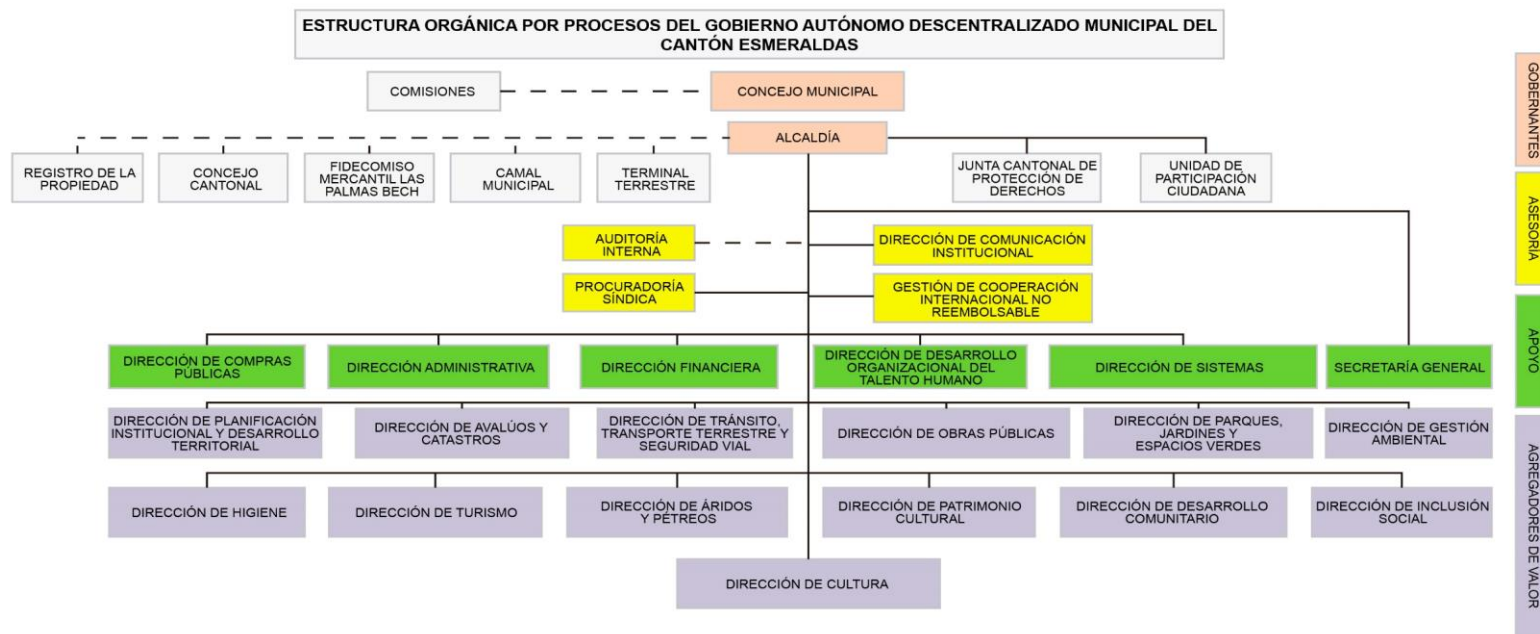 ESTRUCTURA ORGÁNICA POR PROCESOS DEL GOBIERNO AUTÓNOMO DESCENTRALIZADO MUNICIPAL DEL
CANTÓN ESMERALDAS
COMISIONES
CONCEJO MUNICIPAL
ALCALDÍA
REGISTRO DE LA
PROPIEDAD
CONCEJO
CANTONAL
FIDECOMISO
MERCANTIL LAS
PALMAS BECH
CAMAL
MUNICIPAL
TERMINAL
TERRESTRE
JUNTA CANTONAL DE
PROTECCIÓN DE
DERECHOS
UNIDAD DE
PARTICIPACIÓN
CIUDADANA
AUDITORÍA
INTERNA
DIRECCIÓN DE COMUNICACIÓN
INSTITUCIONAL
PROCURADORÍA
SÍNDICA
GESTIÓN DE COOPERACIÓN
INTERNACIONAL NO
REEMBOLSABLE
DIRECCIÓN DE COMPRAS
PÚBLICAS
DIRECCIÓN ADMINISTRATIVA
DIRECCIÓN FINANCIERA
DIRECCIÓN DE DESARROLLO
ORGANIZACIONAL DEL
TALENTO HUMANO
DIRECCIÓN DE SISTEMAS
SECRETARÍA GENERAL
DIRECCIÓN DE PLANIFICACIÓN
INSTITUCIONAL Y DESARROLLO
TERRITORIAL
DIRECCIÓN DE AVALÚOS Y
CATASTROS
DIRECCIÓN DE TRÁNSITO,
TRANSPORTE TERRESTRE Y
SEGURIDAD VIAL
DIRECCIÓN DE OBRAS PÚBLICAS
DIRECCIÓN DE PARQUES,
JARDINES Y
ESPACIOS VERDES
DIRECCIÓN DE GESTIÓN
AMBIENTAL
DIRECCIÓN DE HIGIENE
DIRECCIÓN DE TURISMO
DIRECCIÓN DE ÁRIDOS
Y PÉTREOS
DIRECCIÓN DE PATRIMONIO
CULTURAL
DIRECCIÓN DE DESARROLLO
COMUNITARIO
DIRECCIÓN DE INCLUSIÓN
SOCIAL
DIRECCIÓN DE CULTURA
GOBERNANTES
ASESORÍA
APOYO
AGREGADORES DE VALOR